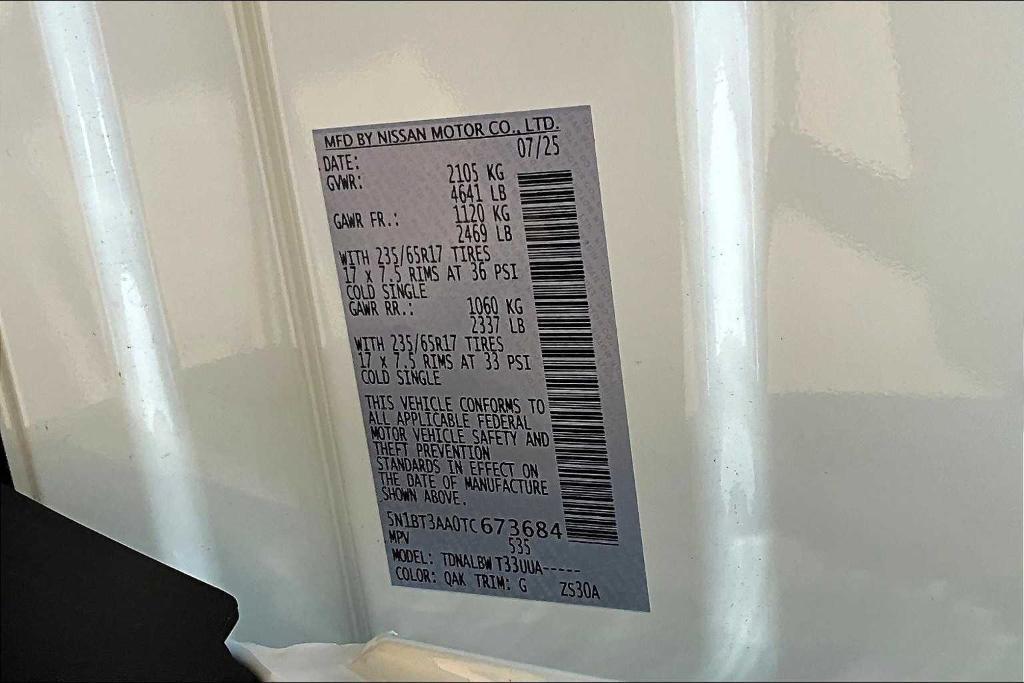 MFD BY NISSAN MOTOR CO., LTD.
DATE: 07/25
GVWR: 2105 KG
4641 LB
GAWR FR.: 1120 KG
2469 LB
WITH 235/65R17 TIRES
17 x 7.5 RIMS AT 36 PSI
COLD SINGLE
GAWR RR.: 1060 KG
2337 LB
WITH 235/65R17 TIRES
17 x 7.5 RIMS AT 33 PSI
COLD SINGLE
THIS VEHICLE CONFORMS TO
ALL APPLICABLE FEDERAL
MOTOR VEHICLE SAFETY AND
THEFT PREVENTION
STANDARDS IN EFFECT ON
THE DATE OF MANUFACTURE
SHOWN ABOVE.
5N1BT3AA0TC673684
MPV 535
MODEL: TDNALBW T33UUA-----
COLOR: QAK TRIM: G ZS30A